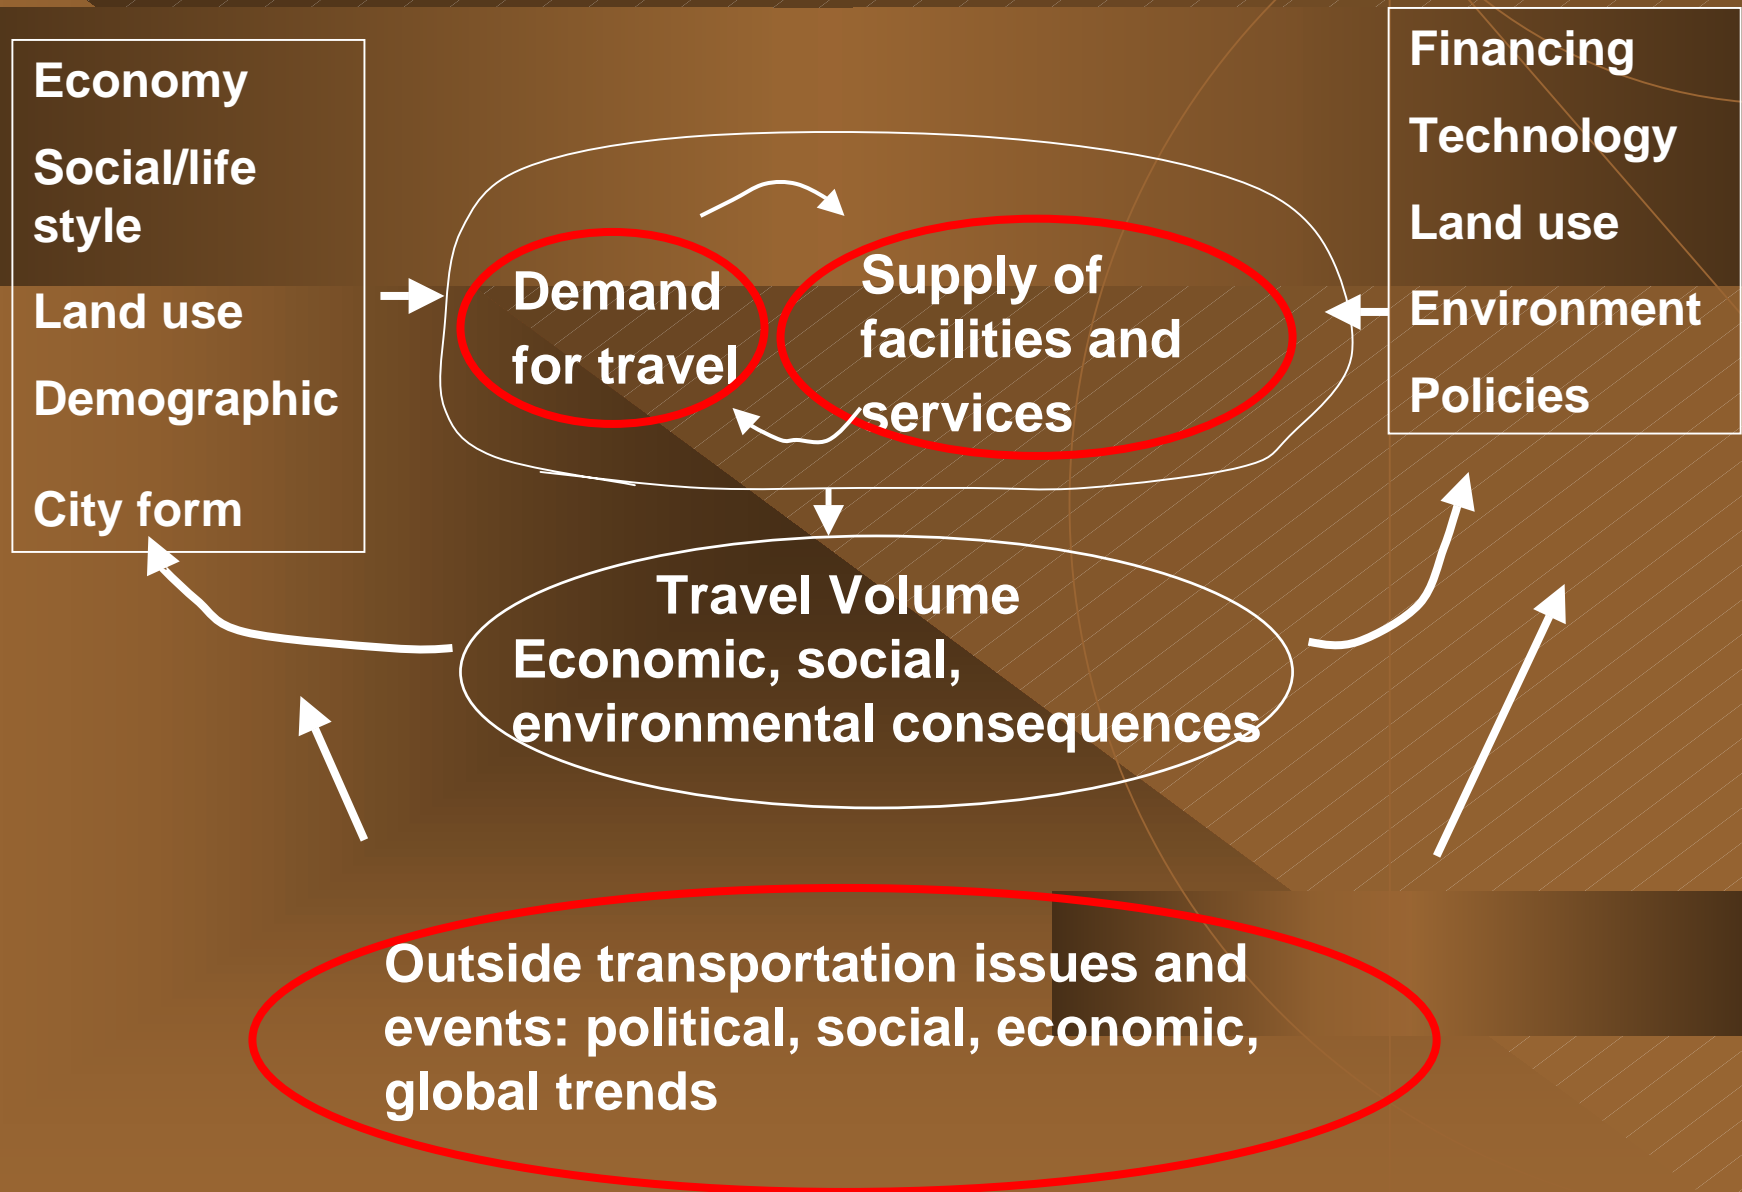 Economy
Social/life
style
Land use
Demographic
City form
Demand
for travel
Supply of
facilities and
services
Financing
Technology
Land use
Environment
Policies
Travel Volume
Economic, social,
environmental consequences
Outside transportation issues and
events: political, social, economic,
global trends